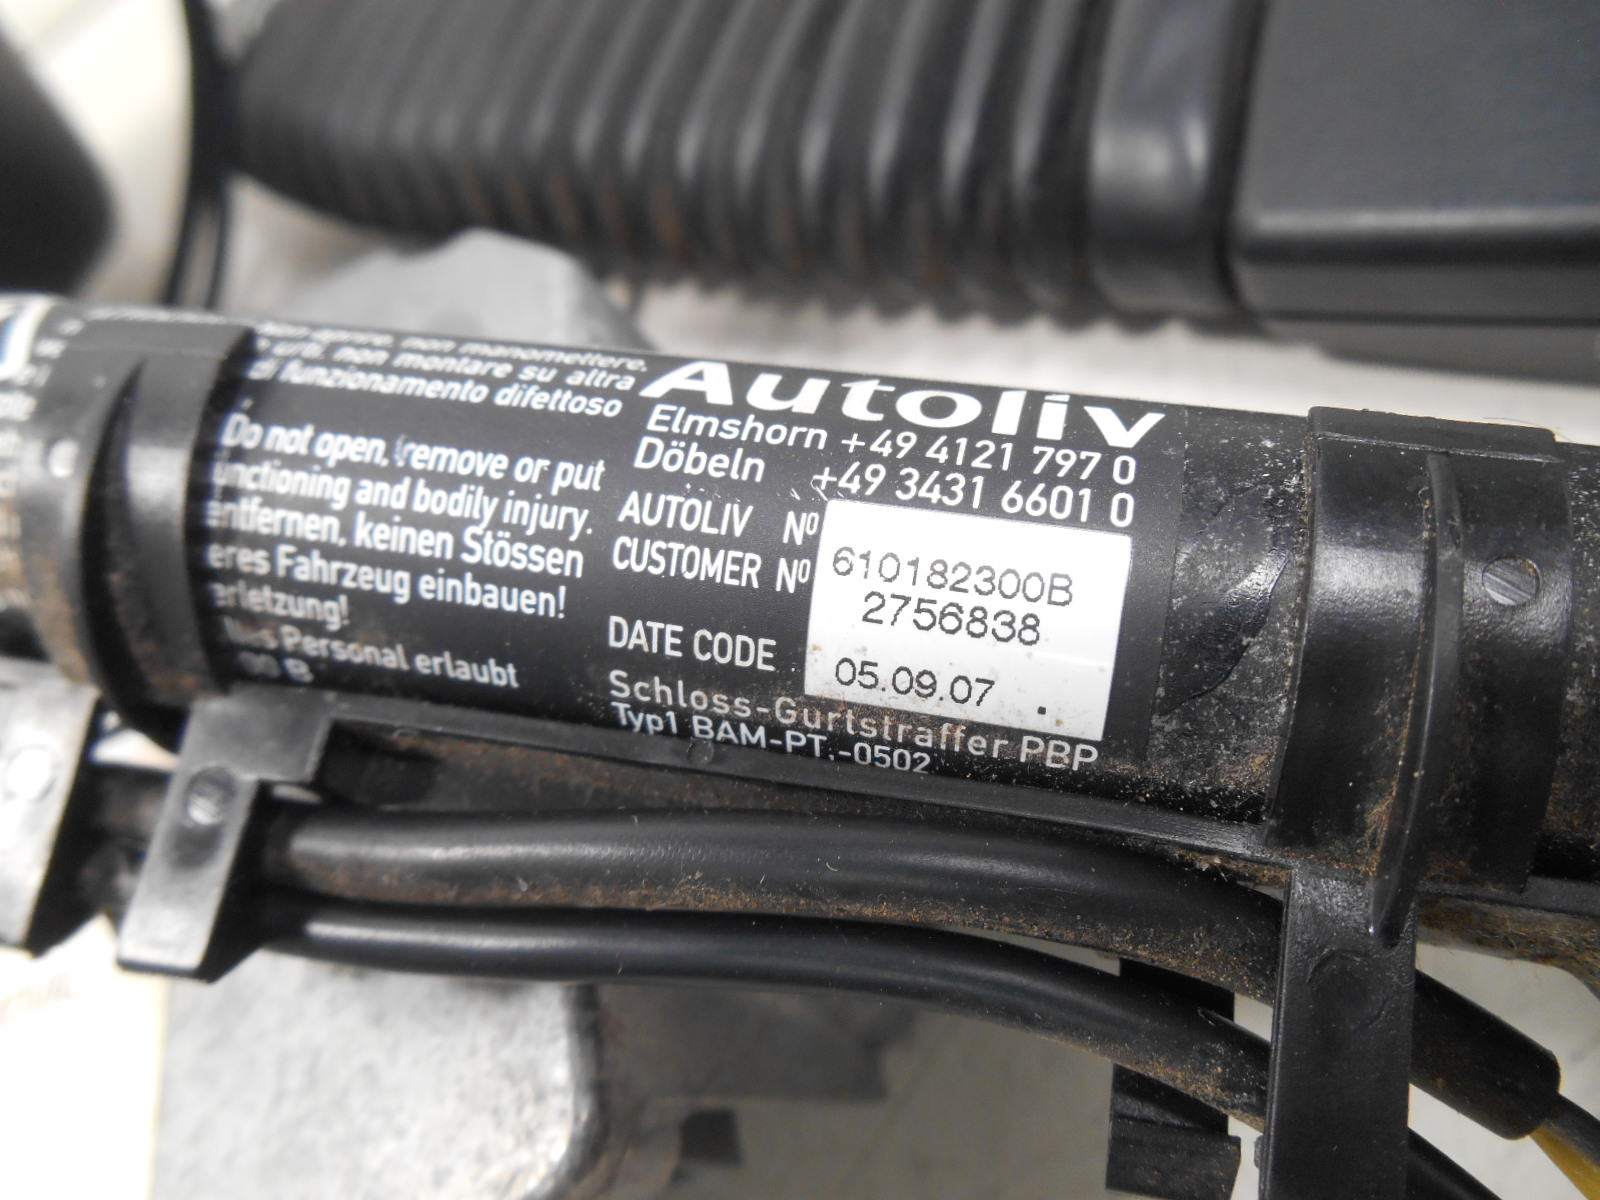 non manomettere.
urti, non montare su altra
di funzionamento difettoso
Do not open, remove or put
unctioning and bodily injury.
entfernen, keinen Stössen
eres Fahrzeug einbauen!
erletzung!
Personal erlaubt
00 B
Autoliv
Elmshorn +49 4121 797 0
Döbeln +49 3431 6601 0
AUTOLIV Nº 610182300B
CUSTOMER Nº 2756838
DATE CODE 05.09.07
Schloss-Gurtstraffer PBP
Typ1 BAM-PT.-0502